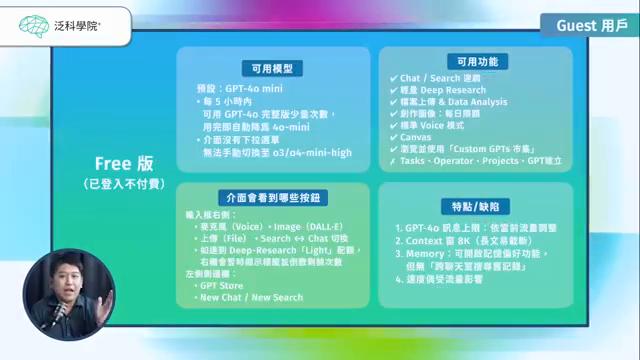 泛科學院
Guest 用戶
Free 版
(已登入不付費)
可用模型
預設：GPT-4o mini
• 每 5 小時內
可用 GPT-4o 完整版少量次數，
用完即自動降為 4o-mini
• 介面沒有下拉選單
無法手動切換至 o3/o4-mini-high
可用功能
✓ Chat / Search 連網
✓ 輕量 Deep Research
✓ 檔案上傳 & Data Analysis
✓ 創作圖像：每日限額
✓ 標準 Voice 模式
✓ Canvas
✓ 瀏覽並使用「Custom GPTs 市集」
✗ Tasks、Operator、Projects、GPT建立
介面會看到哪些按鈕
輸入框右側：
• 麥克風（Voice）• Image（DALL·E）
• 上傳（File）• Search ↔ Chat 切換
• 如達到 Deep-Research「Light」配額，
右欄會暫時顯示標籤並倒數剩餘次數
左側側邊欄：
• GPT Store
• New Chat / New Search
特點/缺陷
1. GPT-4o 訊息上限：依當前流量調整
2. Context 窗 8K（長文易截斷）
3. Memory：可開啟記憶偏好功能，
但無「跨聊天室搜尋舊記錄」
4. 速度偶受流量影響